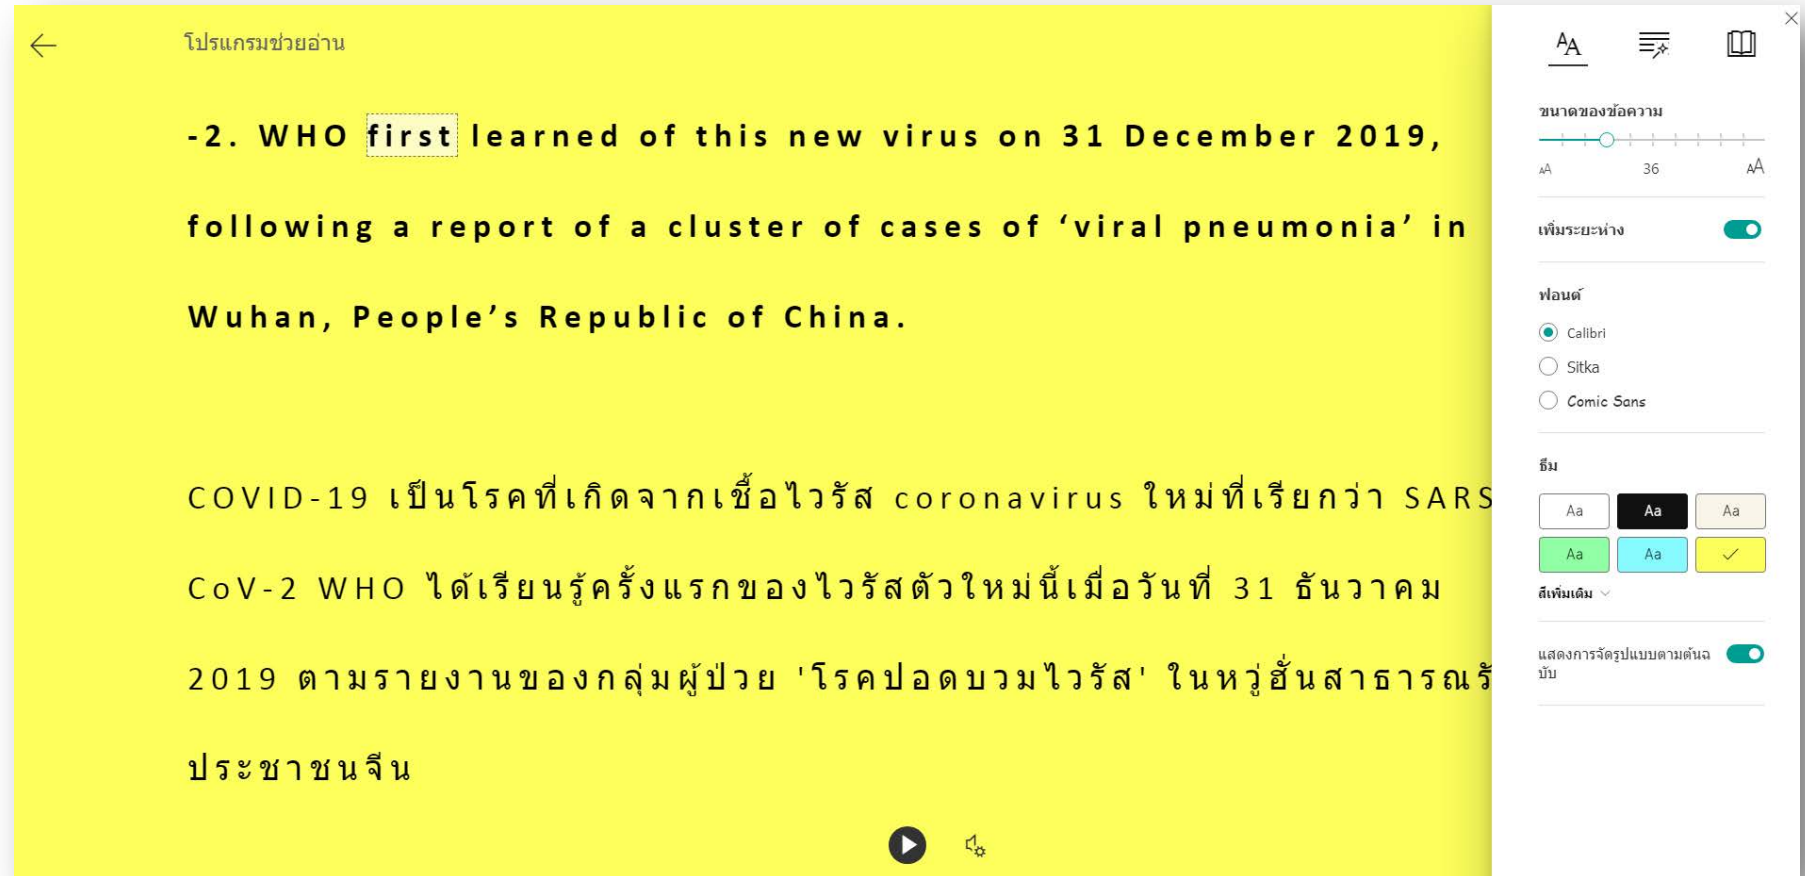 โปรแกรมช่วยอ่าน
-2. WHO first learned of this new virus on 31 December 2019,
following a report of a cluster of cases of ‘viral pneumonia’ in
Wuhan, People’s Republic of China.
COVID-19 เป็นโรคที่เกิดจากเชื้อไวรัส coronavirus ใหม่ที่เรียกว่า SARS
CoV-2 WHO ได้เรียนรู้ครั้งแรกของไวรัสตัวใหม่นี้เมื่อวันที่ 31 ธันวาคม
2019 ตามรายงานของกลุ่มผู้ป่วย 'โรคปอดบวมไวรัส' ในหวู่ฮั่นสาธารณรั
ประชาชนจีน
AA
ขนาดของข้อความ
AA 36 AA
เพิ่มระยะห่าง
ฟอนต์
Calibri
Sitka
Comic Sans
ธีม
Aa Aa Aa
Aa Aa
สีเพิ่มเติม
แสดงการจัดรูปแบบตามต้นฉ
บับ